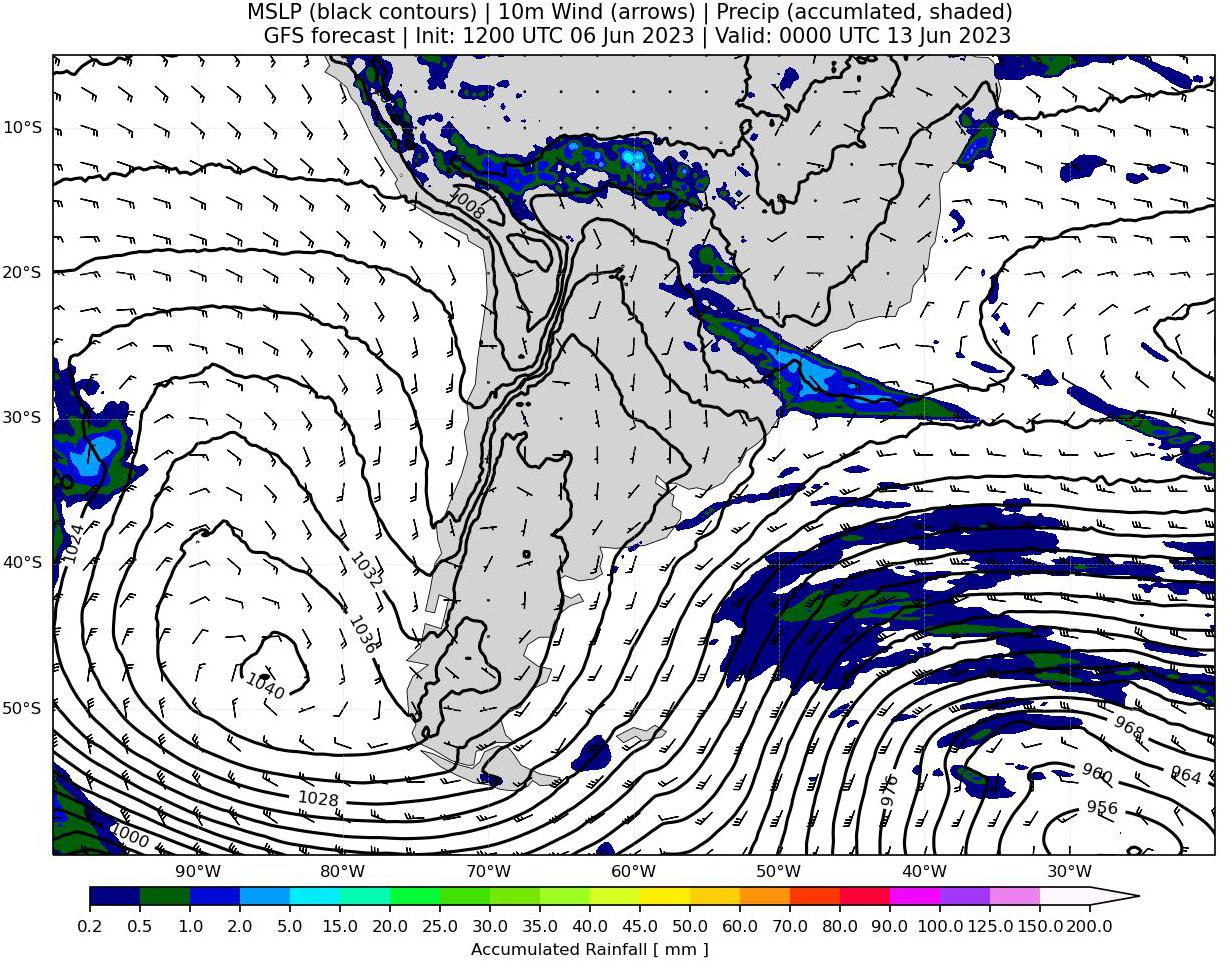 MSLP (black contours) | 10m Wind (arrows) | Precip (accumlated, shaded)
GFS forecast | Init: 1200 UTC 06 Jun 2023 | Valid: 0000 UTC 13 Jun 2023
10°S
1008
20°S
30°S
1024
40°S
1032
1036
1040
50°S
968
960
964
976
956
1028
1000
90°W 80°W 70°W 60°W 50°W 40°W 30°W
0.2 0.5 1.0 2.0 5.0 10.0 15.0 20.0 25.0 30.0 35.0 40.0 45.0 50.0 60.0 70.0 80.0 90.0 100.0 125.0 150.0 200.0
Accumulated Rainfall [ mm ]